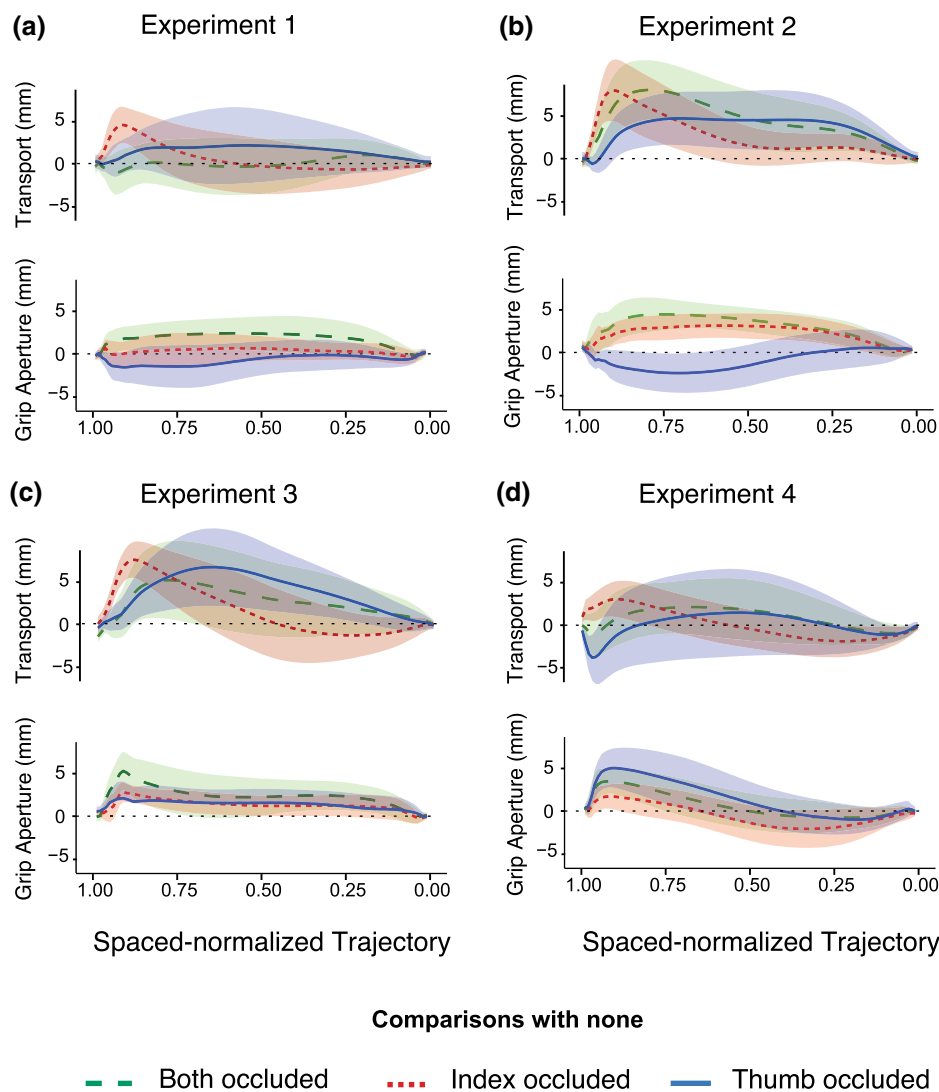 (a) Experiment 1
Transport (mm)
5
0
−5
Grip Aperture (mm)
5
0
−5
1.00 0.75 0.50 0.25 0.00
(b) Experiment 2
Transport (mm)
5
0
−5
Grip Aperture (mm)
5
0
−5
1.00 0.75 0.50 0.25 0.00
(c) Experiment 3
Transport (mm)
5
0
−5
Grip Aperture (mm)
5
0
−5
1.00 0.75 0.50 0.25 0.00
Spaced-normalized Trajectory
(d) Experiment 4
Transport (mm)
5
0
−5
Grip Aperture (mm)
5
0
−5
1.00 0.75 0.50 0.25 0.00
Spaced-normalized Trajectory
Comparisons with none
Both occluded Index occluded Thumb occluded